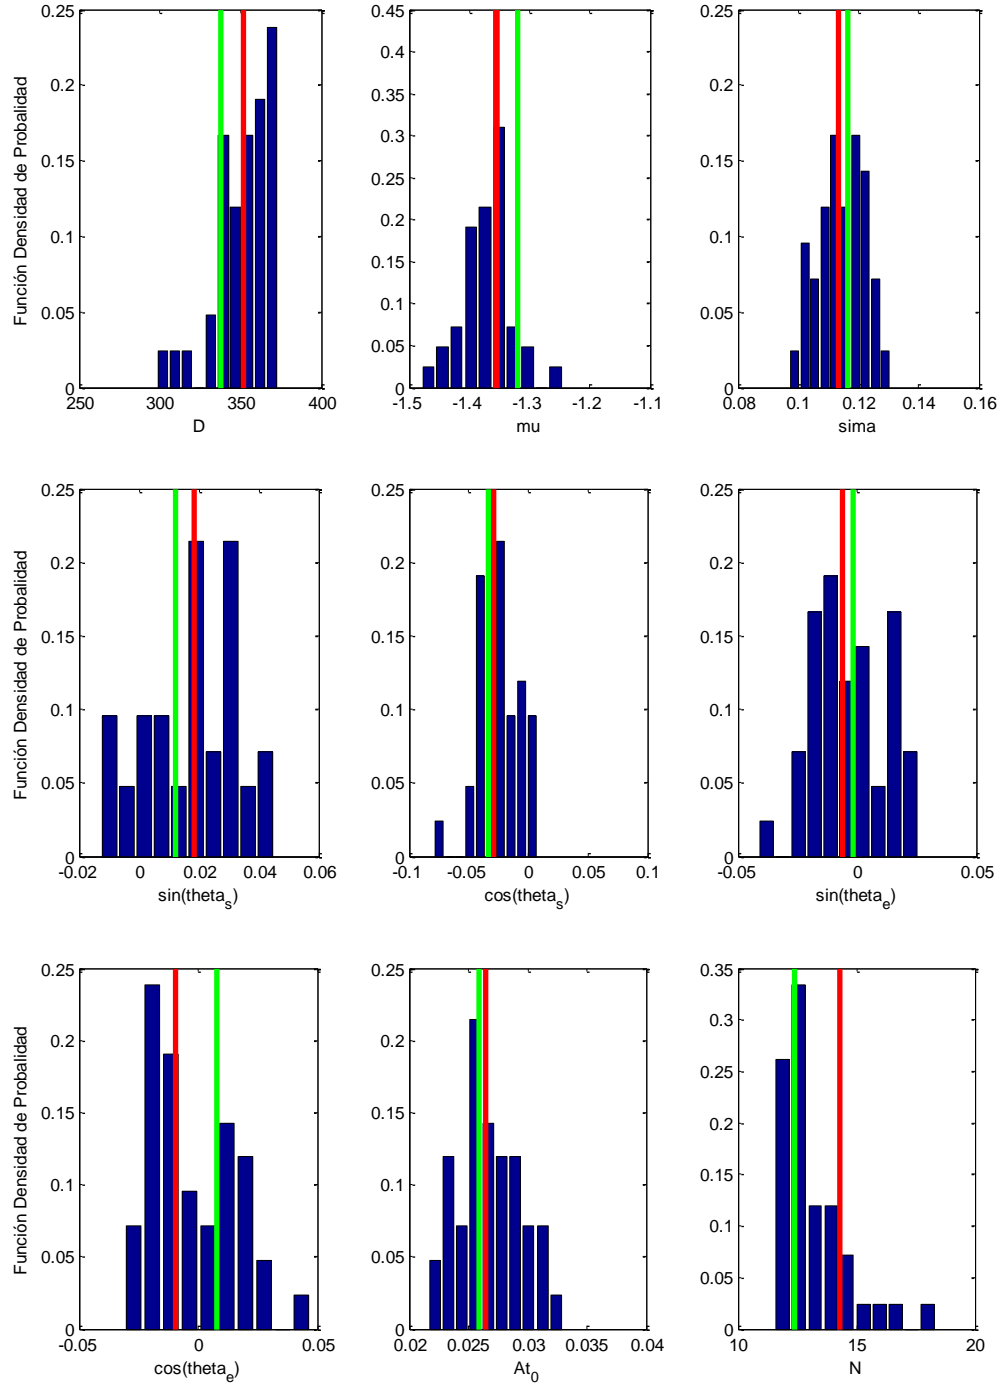 0.25
0.2
0.15
0.1
0.05
0
250 300 350 400
D
Función Densidad de Probalidad
0.45
0.4
0.35
0.3
0.25
0.2
0.15
0.1
0.05
0
-1.5 -1.4 -1.3 -1.2 -1.1
mu
0.25
0.2
0.15
0.1
0.05
0
0.08 0.1 0.12 0.14 0.16
sima
0.25
0.2
0.15
0.1
0.05
0
-0.02 0 0.02 0.04 0.06
sin(theta_s)
Función Densidad de Probalidad
0.25
0.2
0.15
0.1
0.05
0
-0.1 -0.05 0 0.05 0.1
cos(theta_s)
0.25
0.2
0.15
0.1
0.05
0
-0.05 0 0.05
sin(theta_e)
0.25
0.2
0.15
0.1
0.05
0
-0.05 0 0.05
cos(theta_e)
Función Densidad de Probalidad
0.25
0.2
0.15
0.1
0.05
0
0.02 0.025 0.03 0.035 0.04
At_0
0.35
0.3
0.25
0.2
0.15
0.1
0.05
0
10 15 20
N